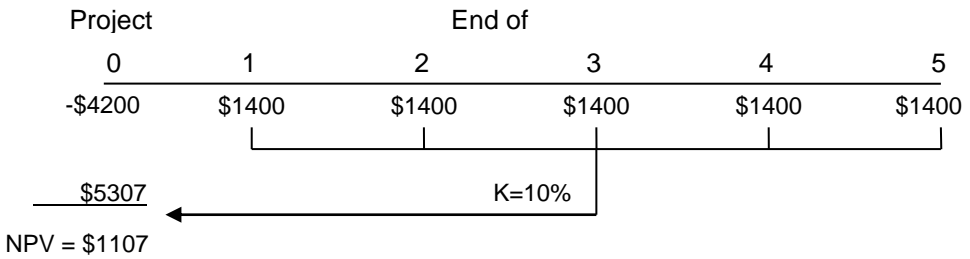 Project End of
0 1 2 3 4 5
-$4200 $1400 $1400 $1400 $1400 $1400
$5307 K=10%
NPV = $1107